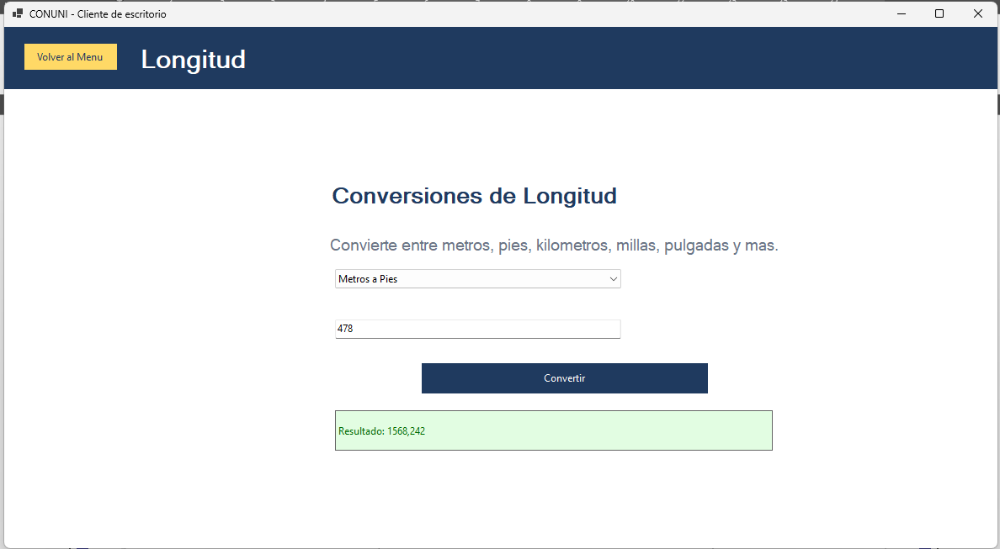 CONUNI - Cliente de escritorio
Volver al Menu
Longitud
Conversiones de Longitud
Convierte entre metros, pies, kilometros, millas, pulgadas y mas.
Metros a Pies
478
Convertir
Resultado: 1568,242